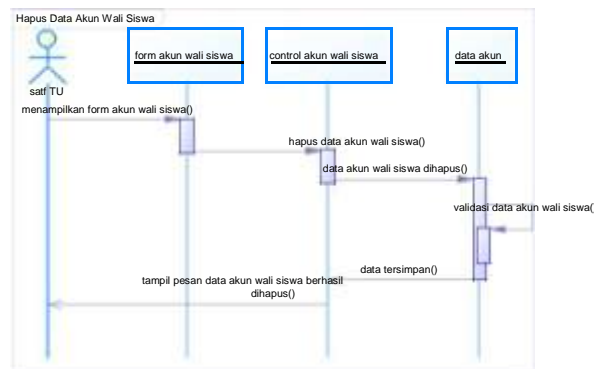 Hapus Data Akun Wali Siswa
form akun wali siswa
control akun wali siswa
data akun
satf TU
menampilkan form akun wali siswa()
hapus data akun wali siswa()
data akun wali siswa dihapus()
validasi data akun wali siswa(
data tersimpan()
tampil pesan data akun wali siswa berhasil
dihapus()